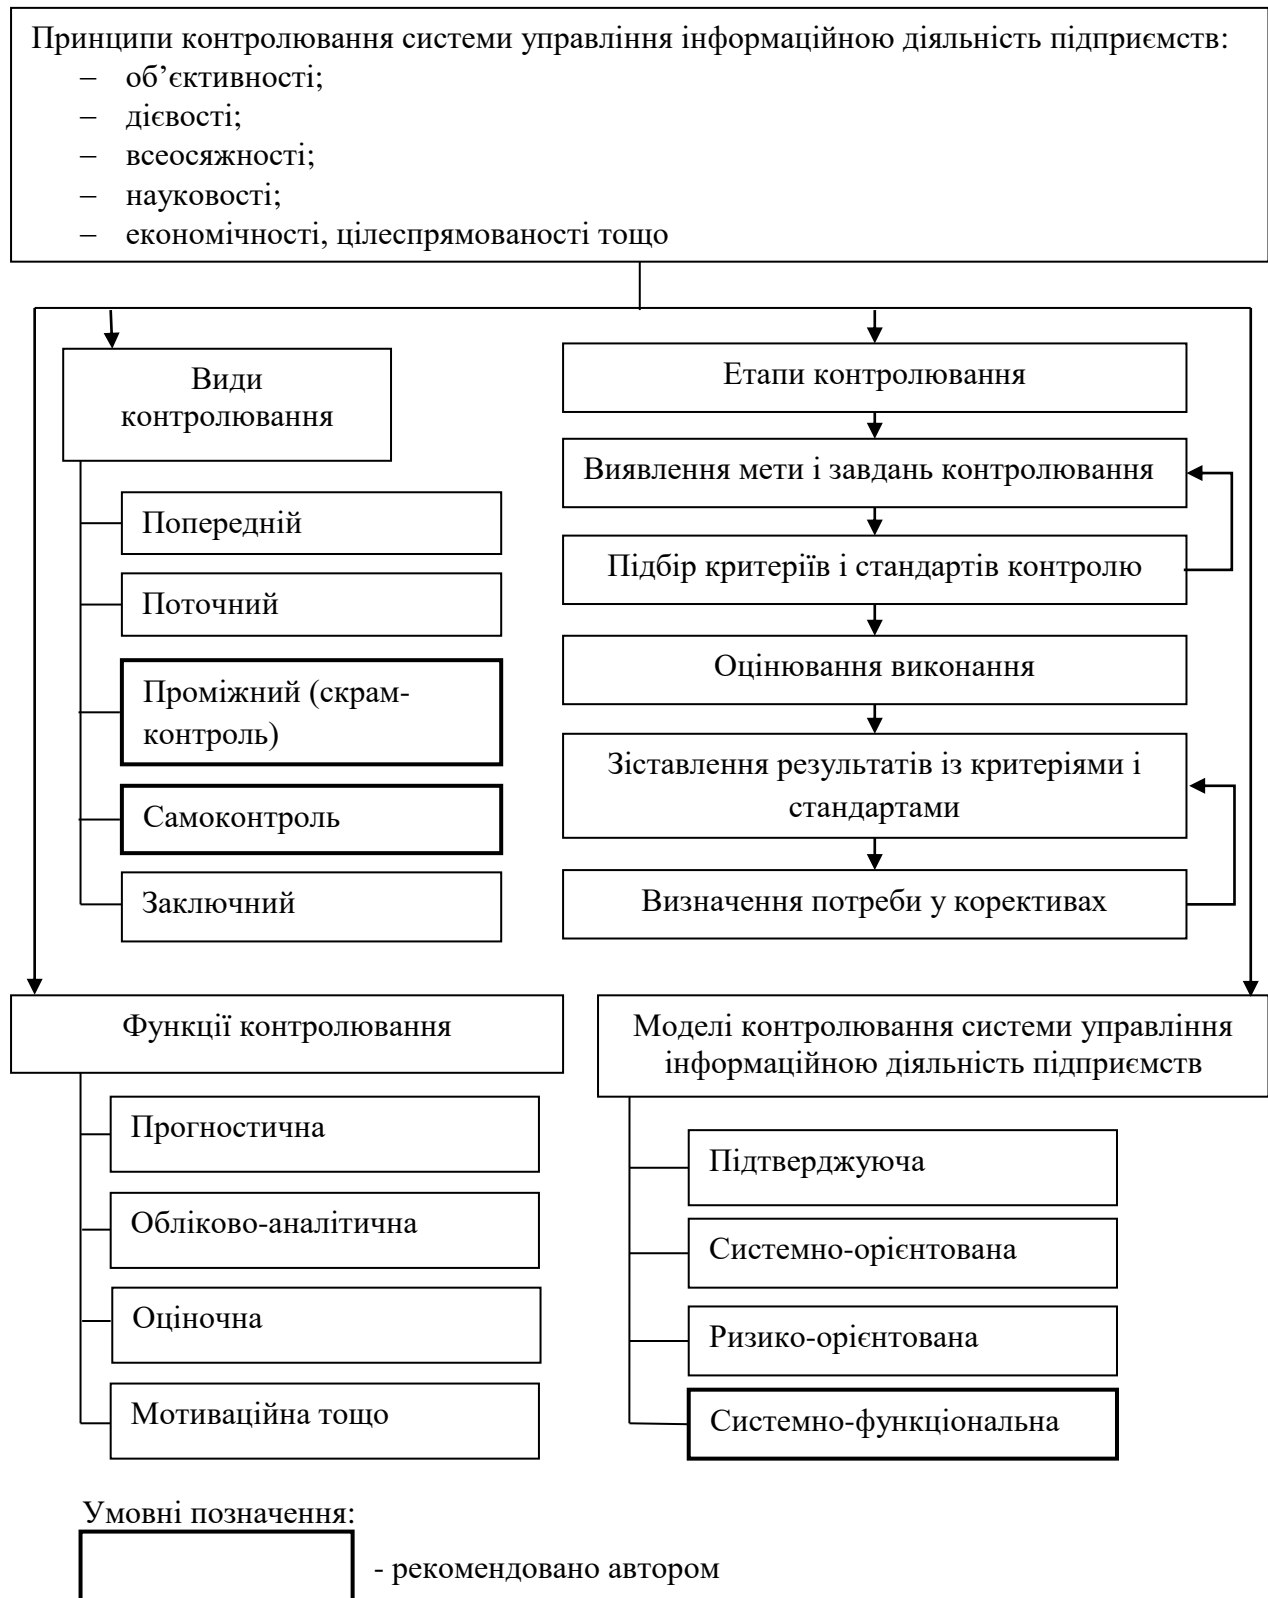 Принципи контролювання системи управління інформаційною діяльність підприємств:
– об’єктивності;
– дієвості;
– всеосяжності;
– науковості;
– економічності, цілеспрямованості тощо
Види
контролювання
Попередній
Поточний
Проміжний (скрам-
контроль)
Самоконтроль
Заключний
Етапи контролювання
Виявлення мети і завдань контролювання
Підбір критеріїв і стандартів контролю
Оцінювання виконання
Зіставлення результатів із критеріями і
стандартами
Визначення потреби у корективах
Функції контролювання
Прогностична
Обліково-аналітична
Оціночна
Мотиваційна тощо
Моделі контролювання системи управління
інформаційною діяльність підприємств
Підтверджуюча
Системно-орієнтована
Ризико-орієнтована
Системно-функціональна
Умовні позначення:
- рекомендовано автором